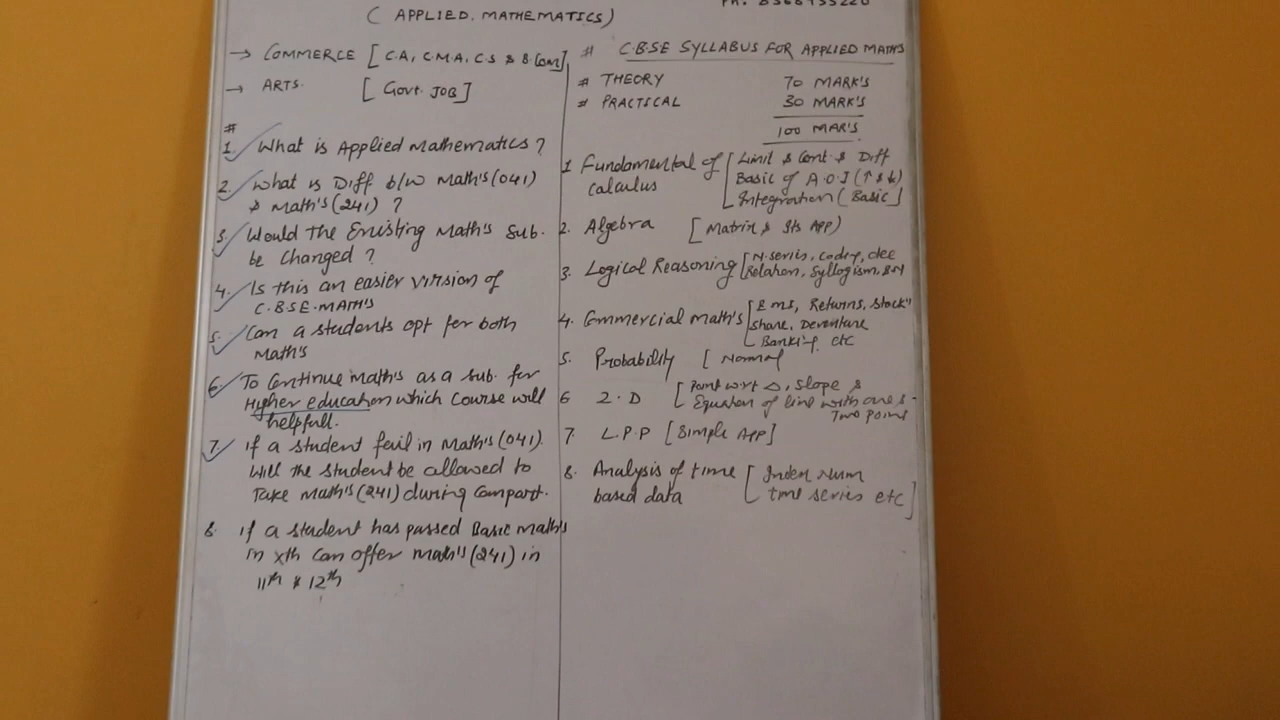 ( APPLIED. MATHEMATICS)
→ COMMERCE [ C.A, C.M.A, C.S & B.Com]
→ ARTS. [ Govt. JOB ]
#
1. What is Applied Mathematics ?
2. What is Diff b/w Math's (041)
& Math's (241) ?
3. Would the Existing Math's Sub.
be changed ?
4. Is this an easier virsion of
C.B.S.E. MATH'S
5. Can a students opt for both
Math's
6. To Continue Math's as a sub. for
Higher education which Course will
helpfull.
7. if a student fail in Math's (041).
Will the student be allowed to
Take Math's (241) during Compart.
8. if a student has passed Basic math's
in Xth can offer math's (241) in
11th & 12th
# C.B.S.E SYLLABUS FOR APPLIED MATHS
# THEORY 70 MARK'S
# PRACTICAL 30 MARK'S
100 MAR'S
1 Fundamental of [ Limit & Cont & Diff
calculus Basic of A.O.I (↑ & ↓)
Integration ( Basic ]
2. Algebra [ Matrix & Its App)
3. Logical Reasoning [ N. series, Coding, dec
Relation, Syllogism,
4. Commercial math's [ E mi, Returns, Stock"
share, Debenture
Banking. etc
5. Probability [ Normal
6 2.D [ Point w.r.t △, Slope &
Equation of line with one &
Two point
7. L.P.P [ Simple App ]
8. Analysis of time [ Index Num
based data time series etc ]